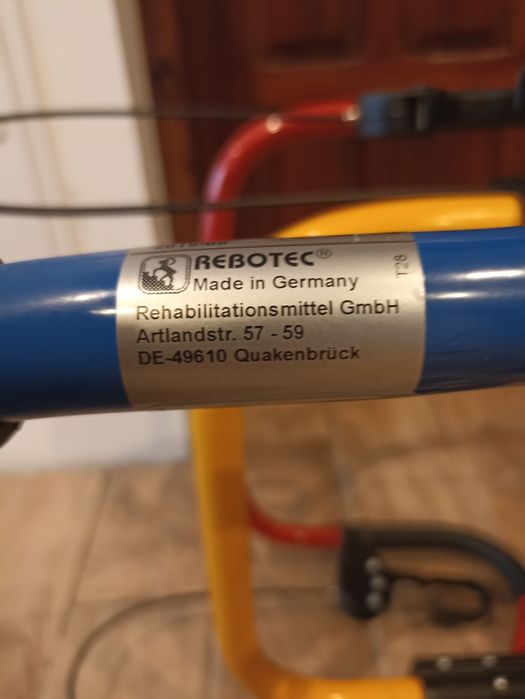 REBOTEC®
Made in Germany
Rehabilitationsmittel GmbH
Artlandstr. 57 - 59
DE-49610 Quakenbrück
T28